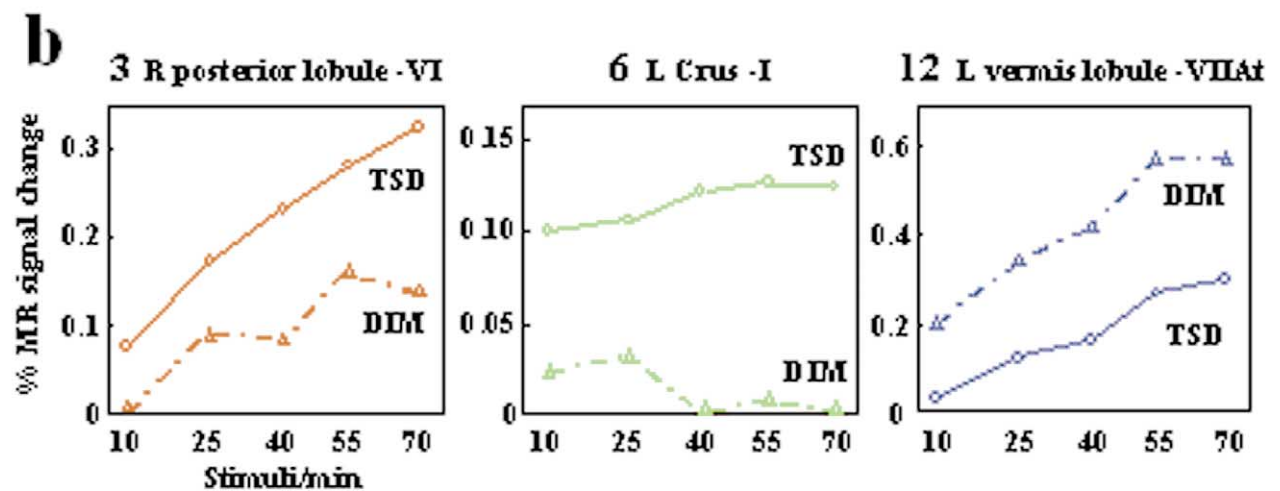 b
3 R posterior lobule -VI
6 L Crus -I
12 L vermis lobule -VIIAt
% MR signal change
0.3
0.2
0.1
0
TSD
DIM
10 25 40 55 70
Stimuli/min
0.15
0.10
0.05
0
TSD
DIM
10 25 40 55 70
0.6
0.4
0.2
0
DIM
TSD
10 25 40 55 70